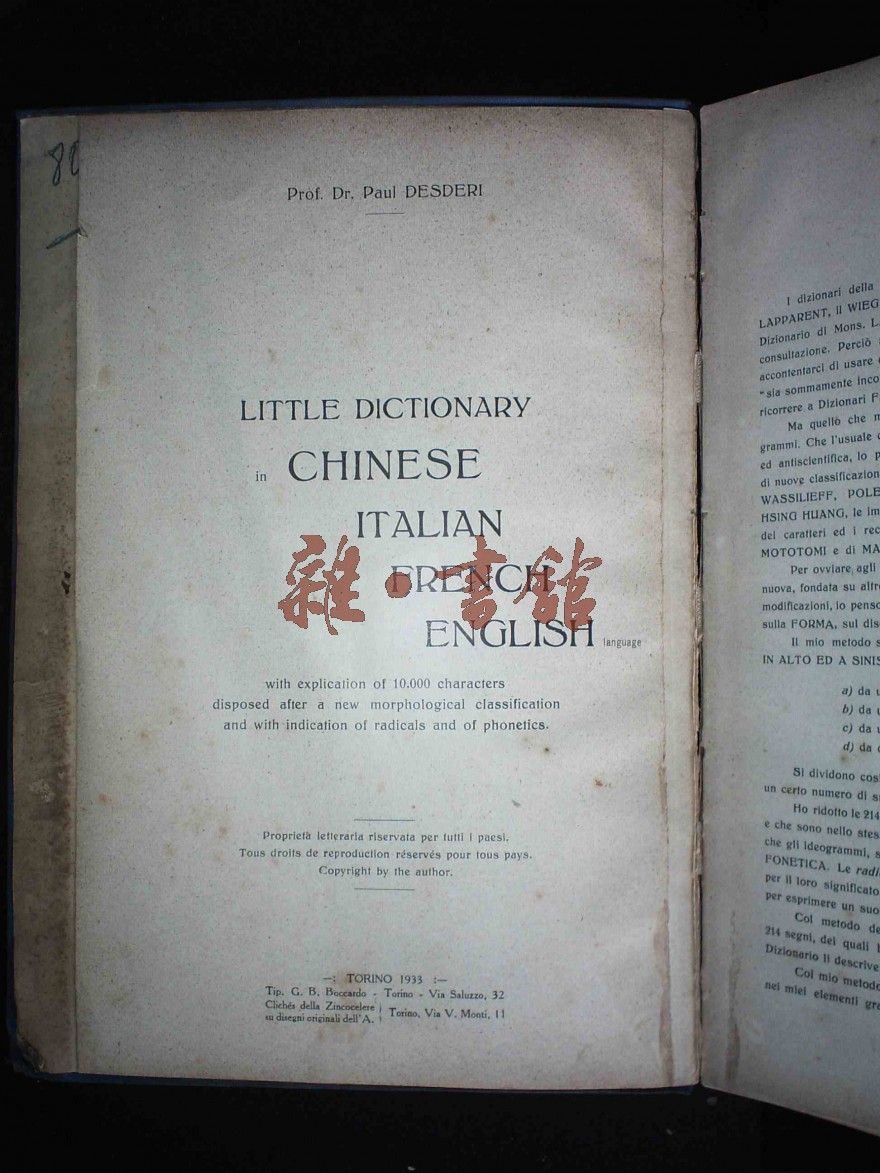 80
Prof. Dr. Paul DESDERI
LITTLE DICTIONARY
in CHINESE
ITALIAN
FRENCH
ENGLISH language
雜·書館
with explication of 10.000 characters
disposed after a new morphological classification
and with indication of radicals and of phonetics.
Proprietà letteraria riservata per tutti i paesi.
Tous droits de reproduction réservés pour tous pays.
Copyright by the author.
—: TORINO 1933 :—
Tip. G. B. Boccardo - Torino - Via Saluzzo, 32
Clichés della Zincocelere
su disegni originali dell'A. Torino, Via V. Monti, 11
I dizionari della
LAPPARENT, il WIEG
Dizionario di Mons. L
consultazione. Perciò
accontentarci di usare
"sia sommamente inco
ricorrere a Dizionari F
Ma quello che m
grammi. Che l'usuale
ed antiscientifica, io p
di nuove classificazion
WASSILIEFF, POLE
HSING HUANG, le im
dei caratteri ed i rec
MOTOTOMI e di MA
Per ovviare agli
nuova, fondata su altr
modificazioni, io penso
sulla FORMA, sul dis
Il mio metodo s
IN ALTO ED A SINIS
a) da u
b) da
c) da u
d) da
Si dividono cos
un certo numero di s
Ho ridotto le 214
e che sono nello stes
che gli ideogrammi, s
FONETICA. Le radi
per il loro significato
per esprimere un suo
Col metodo de
214 segni, dei quali
Dizionario li descrive
Col mio metodo
nei miei elementi gra